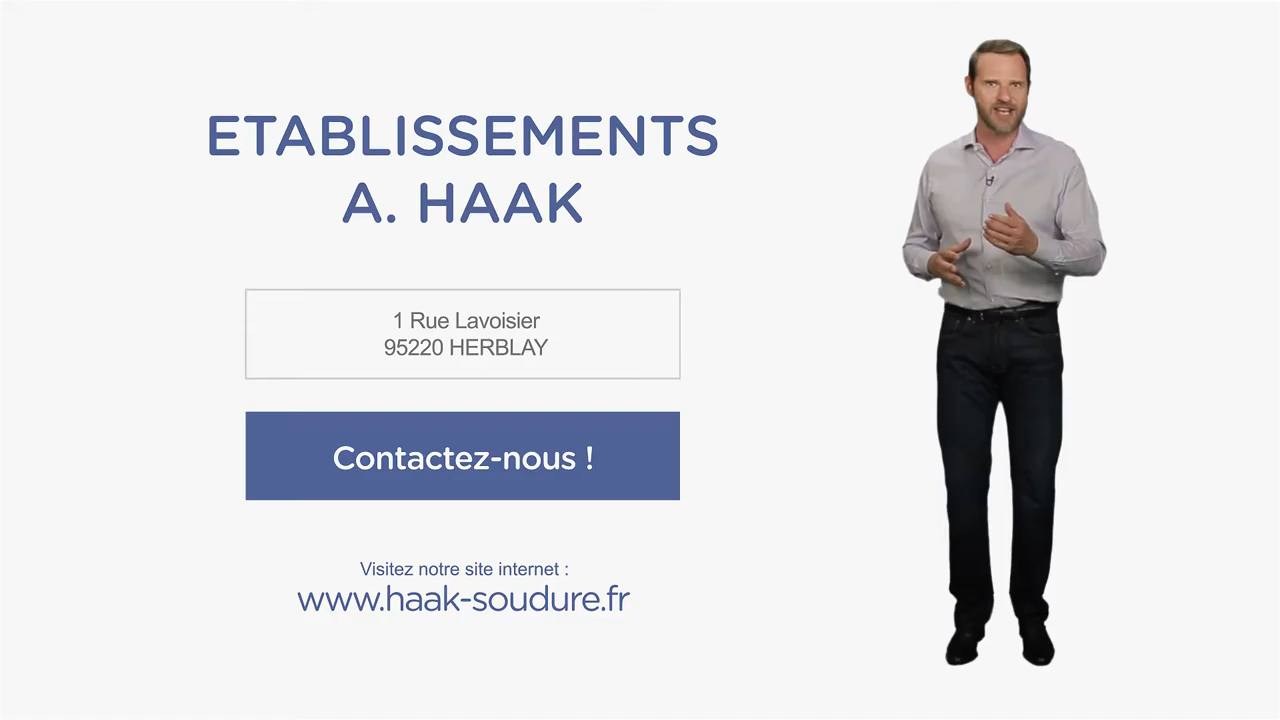 ETABLISSEMENTS
A. HAAK
1 Rue Lavoisier
95220 HERBLAY
Contactez-nous !
Visitez notre site internet :
www.haak-soudure.fr